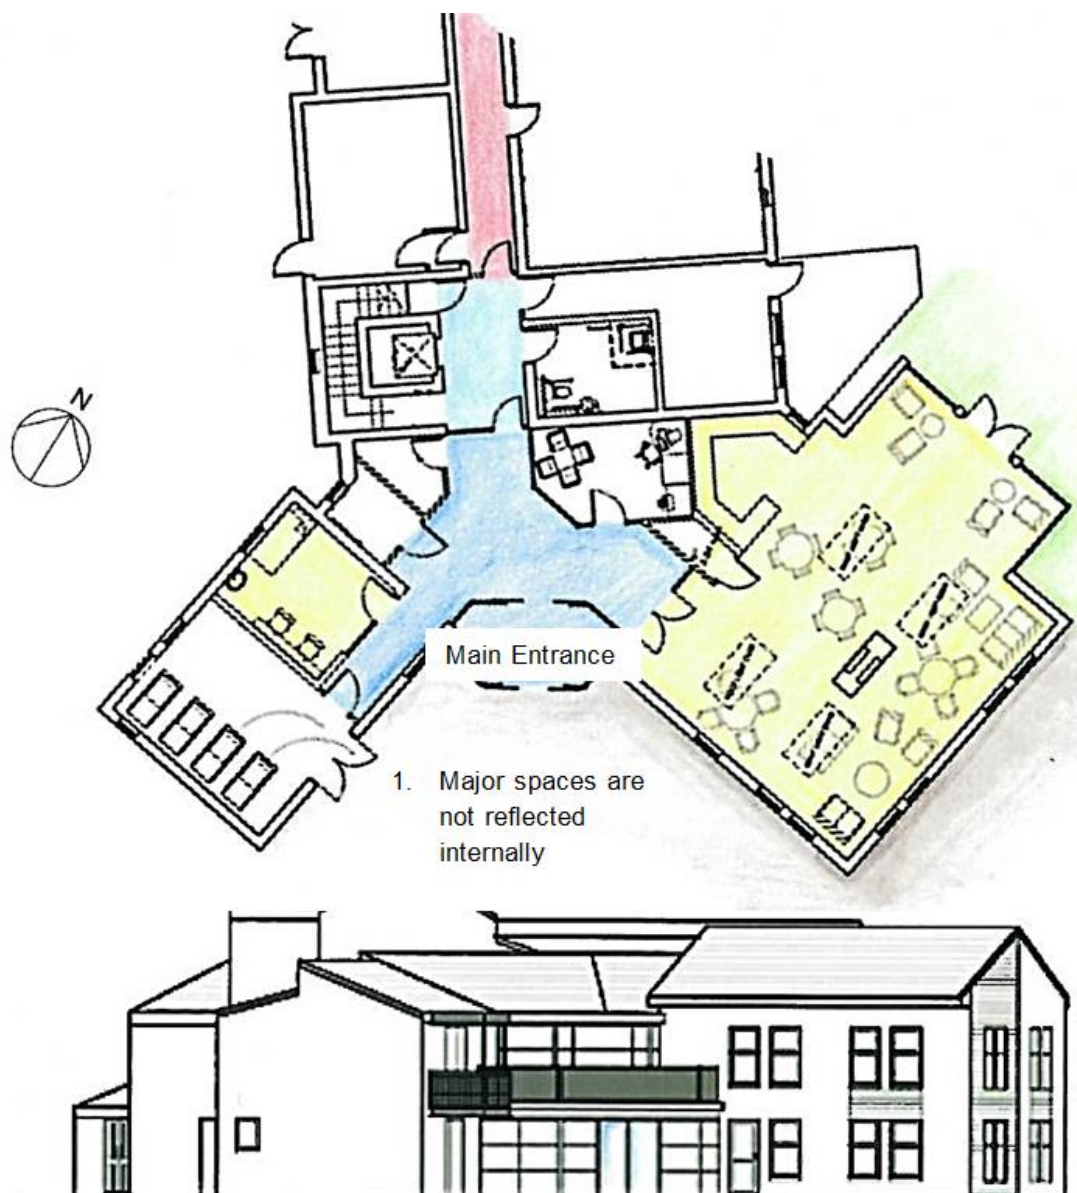 N
Main Entrance
1. Major spaces are
not reflected
internally